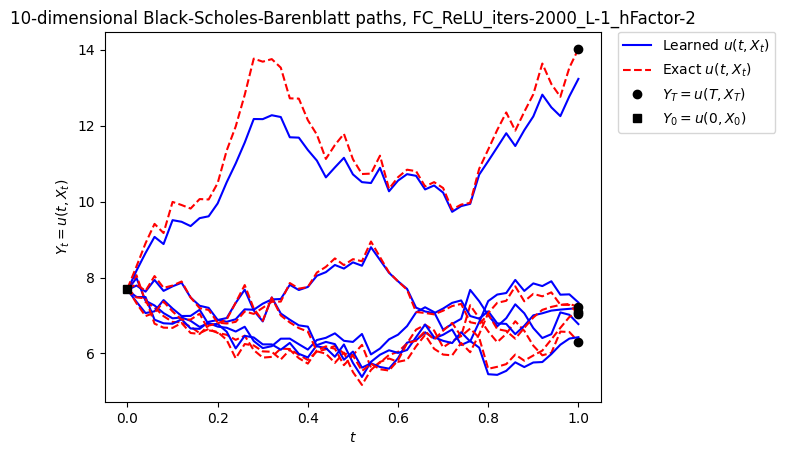 10-dimensional Black-Scholes-Barenblatt paths, FC_ReLU_iters-2000_L-1_hFactor-2
Learned u(t, X_t)
Exact u(t, X_t)
Y_T = u(T, X_T)
Y_0 = u(0, X_0)
Y_t = u(t, X_t)
14
12
10
8
6
0.0 0.2 0.4 0.6 0.8 1.0
t